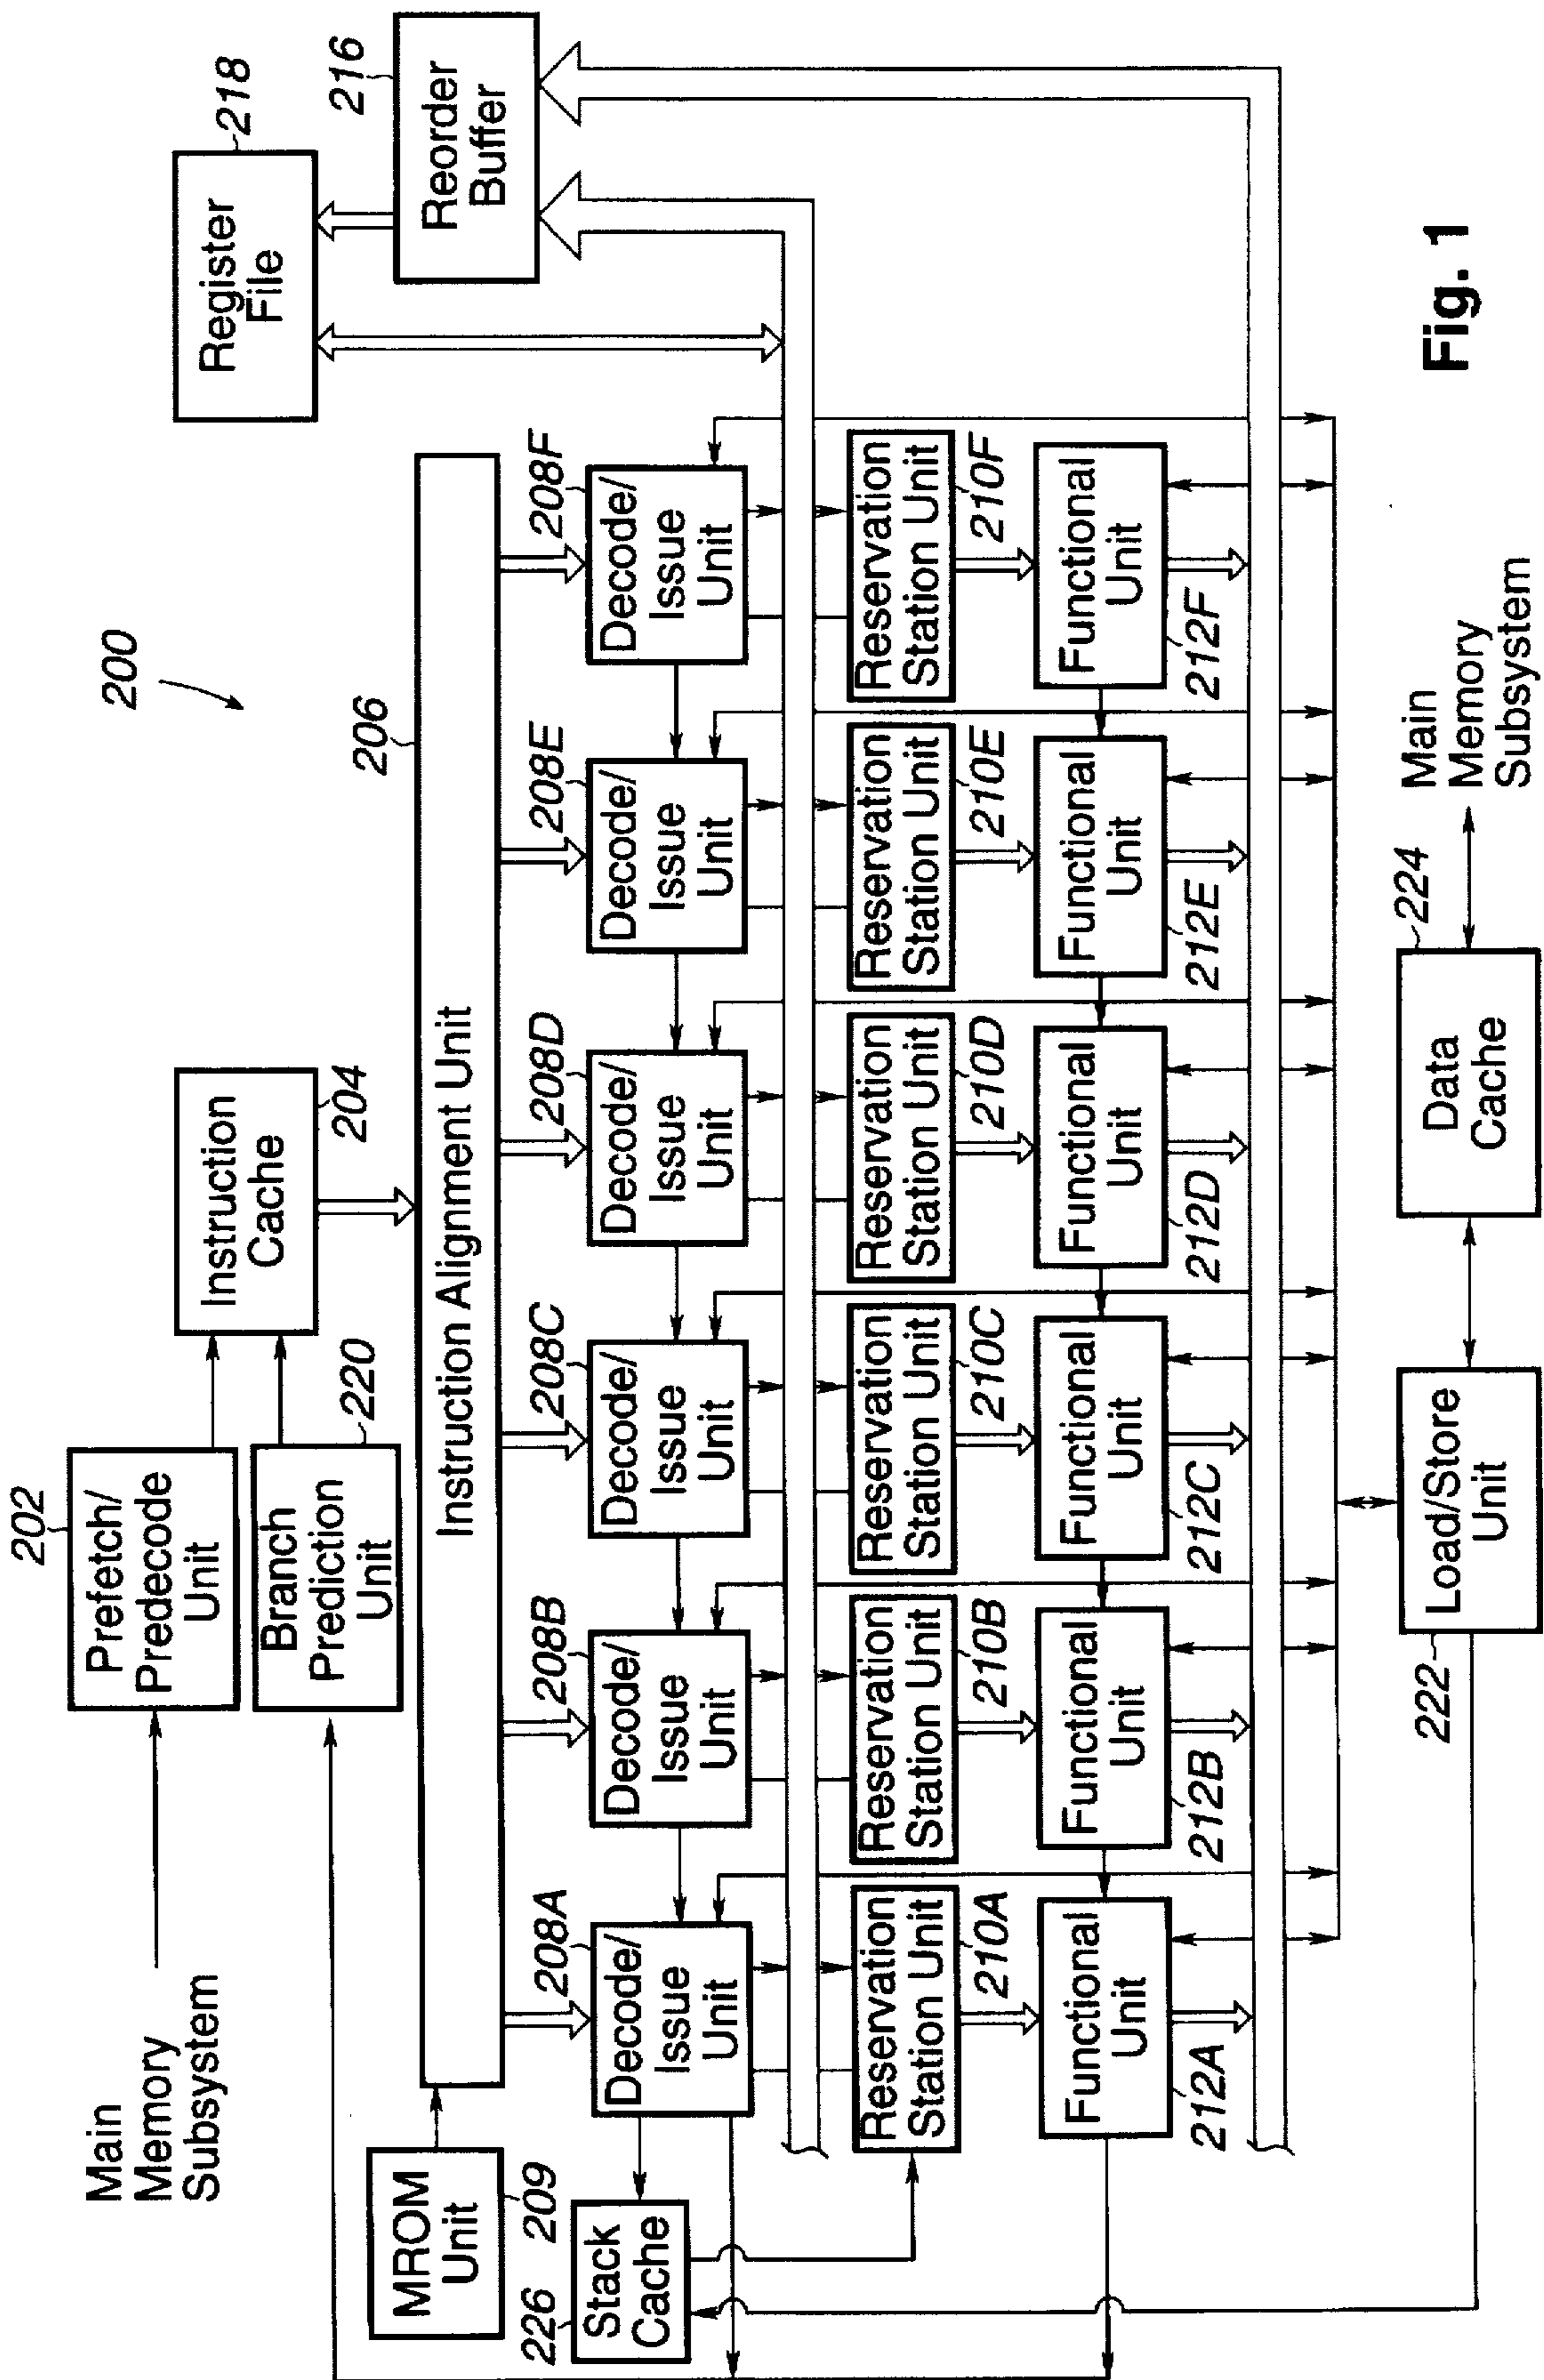 200
Main
Memory
Subsystem
202
Prefetch/
Predecode
Unit
Branch
Prediction
Unit
220
Instruction
Cache
204
Register
File
218
216
Reorder
Buffer
MROM
Unit
209
206
Instruction Alignment Unit
226
Stack
Cache
208A
Decode/
Issue
Unit
208B
Decode/
Issue
Unit
208C
Decode/
Issue
Unit
208D
Decode/
Issue
Unit
208E
Decode/
Issue
Unit
208F
Decode/
Issue
Unit
Reservation
Station Unit
210A
Reservation
Station Unit
210B
Reservation
Station Unit
210C
Reservation
Station Unit
210D
Reservation
Station Unit
210E
Reservation
Station Unit
210F
Functional
Unit
212A
Functional
Unit
212B
Functional
Unit
212C
Functional
Unit
212D
Functional
Unit
212E
Functional
Unit
212F
222
Load/Store
Unit
Data
Cache
224
Main
Memory
Subsystem
Fig. 1